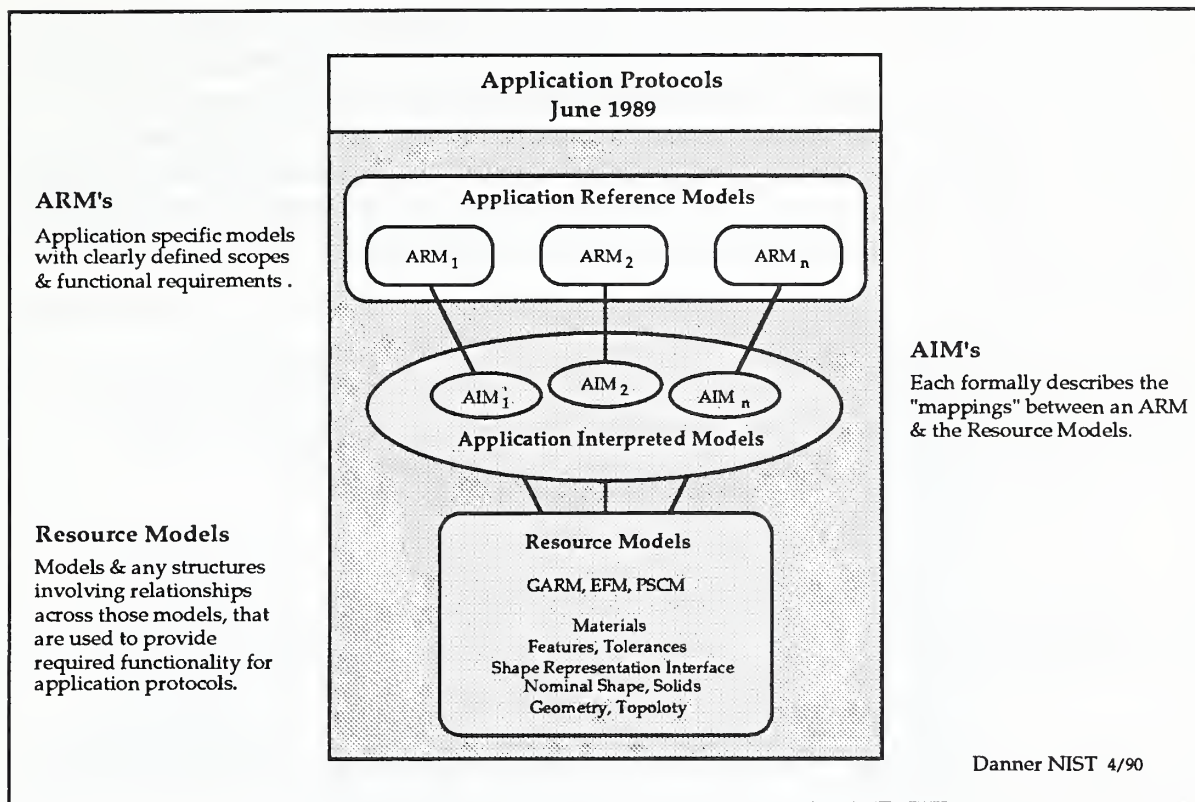 Application Protocols
June 1989
ARM's
Application specific models
with clearly defined scopes
& functional requirements .
Application Reference Models
ARM 1
ARM 2
ARM n
AIM 1
AIM 2
AIM n
Application Interpreted Models
AIM's
Each formally describes the
"mappings" between an ARM
& the Resource Models.
Resource Models
Models & any structures
involving relationships
across those models, that
are used to provide
required functionality for
application protocols.
Resource Models
GARM, EFM, PSCM
Materials
Features, Tolerances
Shape Representation Interface
Nominal Shape, Solids
Geometry, Topoloty
Danner NIST 4/90